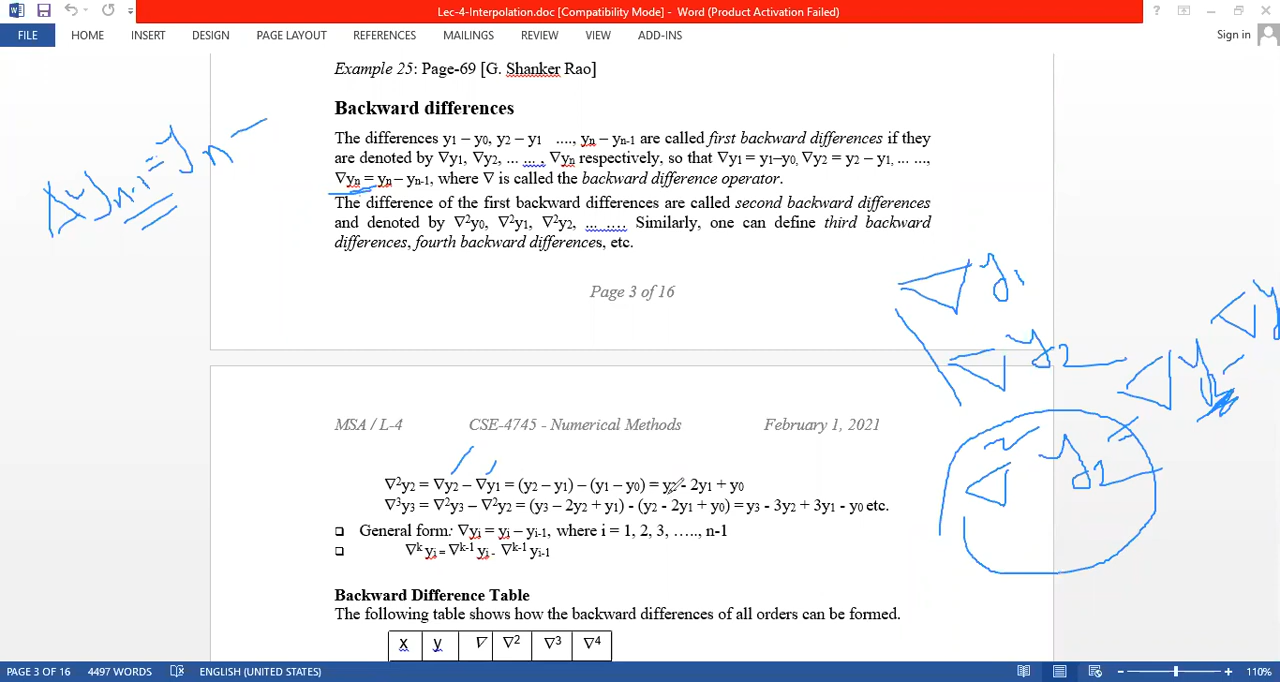 Lec-4-Interpolation.doc [Compatibility Mode] - Word (Product Activation Failed)
FILE HOME INSERT DESIGN PAGE LAYOUT REFERENCES MAILINGS REVIEW VIEW ADD-INS Sign in
Example 25: Page-69 [G. Shanker Rao]
Backward differences
The differences y1 – y0, y2 – y1 ...., yn – yn-1 are called first backward differences if they
are denoted by ∇y1, ∇y2, ... ... , ∇yn respectively, so that ∇y1 = y1–y0, ∇y2 = y2 – y1, ... ...,
∇yn = yn – yn-1, where ∇ is called the backward difference operator.
The difference of the first backward differences are called second backward differences
and denoted by ∇²y0, ∇²y1, ∇²y2, ... .... Similarly, one can define third backward
differences, fourth backward differences, etc.
Page 3 of 16
∇y1
∇y2
∇y2
MSA / L-4 CSE-4745 - Numerical Methods February 1, 2021
∇²y2 = ∇y2 – ∇y1 = (y2 – y1) – (y1 – y0) = y2 - 2y1 + y0
∇³y3 = ∇²y3 – ∇²y2 = (y3 – 2y2 + y1) - (y2 - 2y1 + y0) = y3 - 3y2 + 3y1 - y0 etc.
❑ General form: ∇yi = yi – yi-1, where i = 1, 2, 3, ….., n-1
❑ ∇ᵏ yi = ∇ᵏ⁻¹ yi - ∇ᵏ⁻¹ yi-1
Backward Difference Table
The following table shows how the backward differences of all orders can be formed.
x y ∇ ∇² ∇³ ∇⁴
PAGE 3 OF 16 4497 WORDS ENGLISH (UNITED STATES) 110%